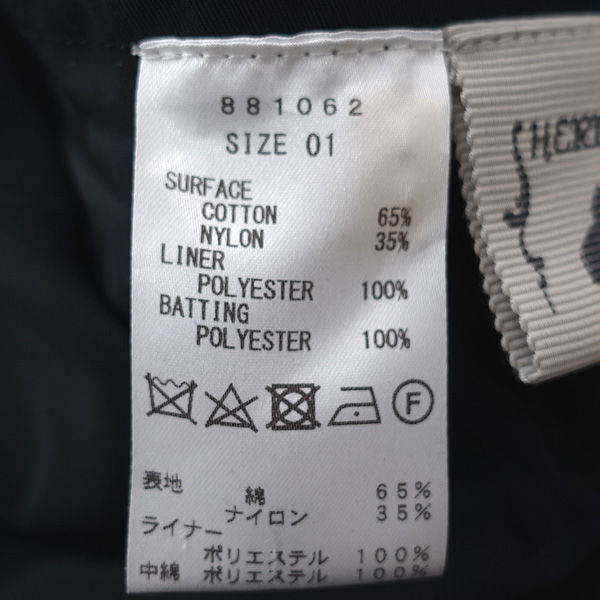 881062
SIZE 01
SURFACE
COTTON 65%
NYLON 35%
LINER
POLYESTER 100%
BATTING
POLYESTER 100%
F
表地 綿 65%
ナイロン 35%
ライナー
ポリエステル 100%
中綿 ポリエステル 100%